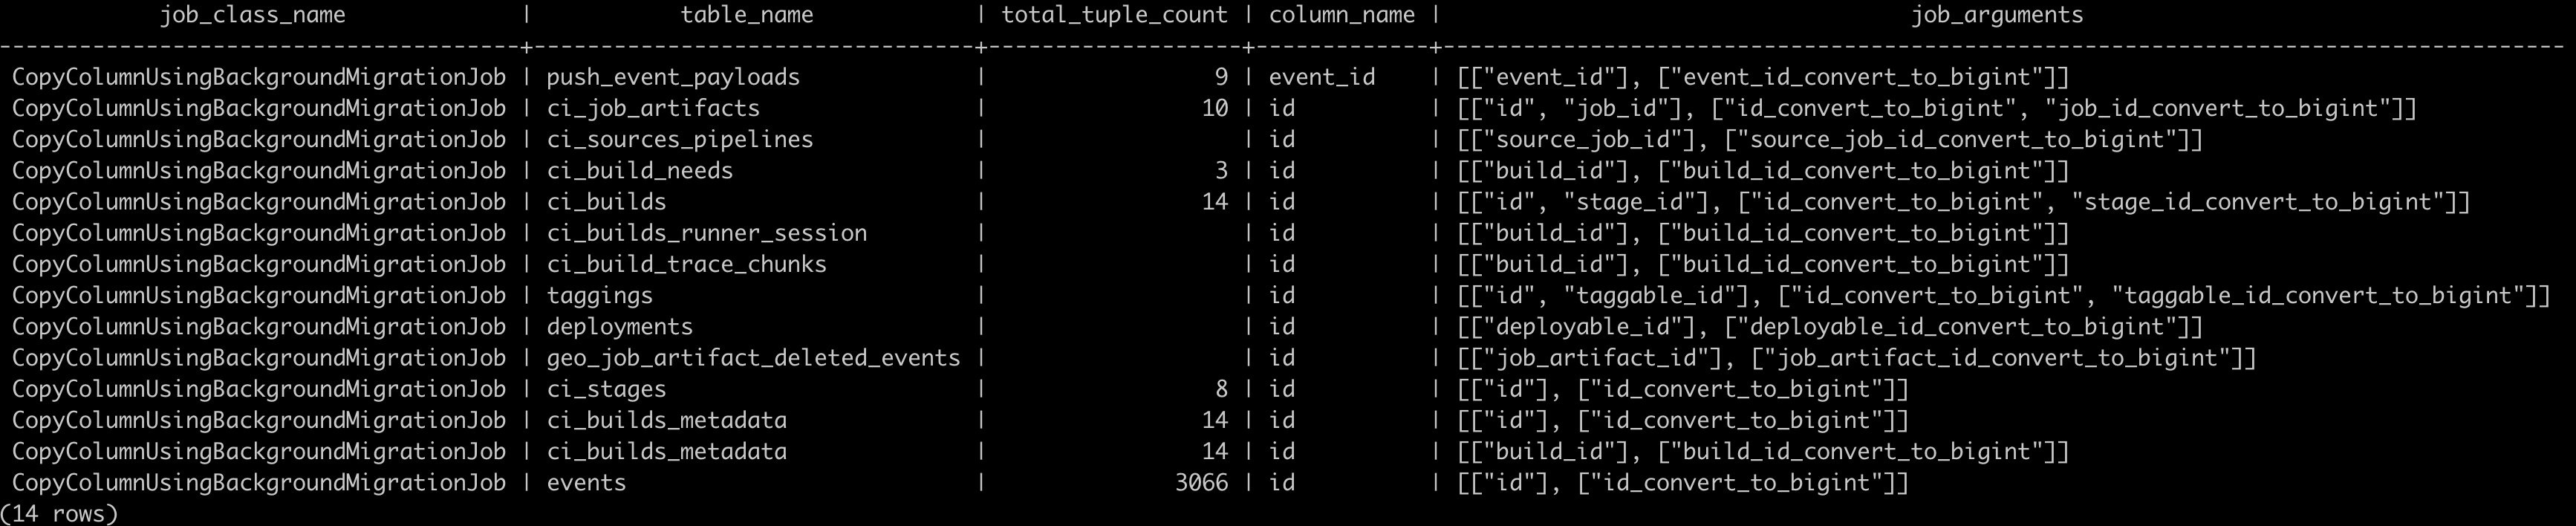 job_class_name | table_name | total_tuple_count | column_name | job_arguments
--------------------------------------+---------------------------------+-------------------+-------------+------------------------------------------------------------------------------------
CopyColumnUsingBackgroundMigrationJob | push_event_payloads | 9 | event_id | [["event_id"], ["event_id_convert_to_bigint"]]
CopyColumnUsingBackgroundMigrationJob | ci_job_artifacts | 10 | id | [["id", "job_id"], ["id_convert_to_bigint", "job_id_convert_to_bigint"]]
CopyColumnUsingBackgroundMigrationJob | ci_sources_pipelines | | id | [["source_job_id"], ["source_job_id_convert_to_bigint"]]
CopyColumnUsingBackgroundMigrationJob | ci_build_needs | 3 | id | [["build_id"], ["build_id_convert_to_bigint"]]
CopyColumnUsingBackgroundMigrationJob | ci_builds | 14 | id | [["id", "stage_id"], ["id_convert_to_bigint", "stage_id_convert_to_bigint"]]
CopyColumnUsingBackgroundMigrationJob | ci_builds_runner_session | | id | [["build_id"], ["build_id_convert_to_bigint"]]
CopyColumnUsingBackgroundMigrationJob | ci_build_trace_chunks | | id | [["build_id"], ["build_id_convert_to_bigint"]]
CopyColumnUsingBackgroundMigrationJob | taggings | | id | [["id", "taggable_id"], ["id_convert_to_bigint", "taggable_id_convert_to_bigint"]]
CopyColumnUsingBackgroundMigrationJob | deployments | | id | [["deployable_id"], ["deployable_id_convert_to_bigint"]]
CopyColumnUsingBackgroundMigrationJob | geo_job_artifact_deleted_events | | id | [["job_artifact_id"], ["job_artifact_id_convert_to_bigint"]]
CopyColumnUsingBackgroundMigrationJob | ci_stages | 8 | id | [["id"], ["id_convert_to_bigint"]]
CopyColumnUsingBackgroundMigrationJob | ci_builds_metadata | 14 | id | [["id"], ["id_convert_to_bigint"]]
CopyColumnUsingBackgroundMigrationJob | ci_builds_metadata | 14 | id | [["build_id"], ["build_id_convert_to_bigint"]]
CopyColumnUsingBackgroundMigrationJob | events | 3066 | id | [["id"], ["id_convert_to_bigint"]]
(14 rows)